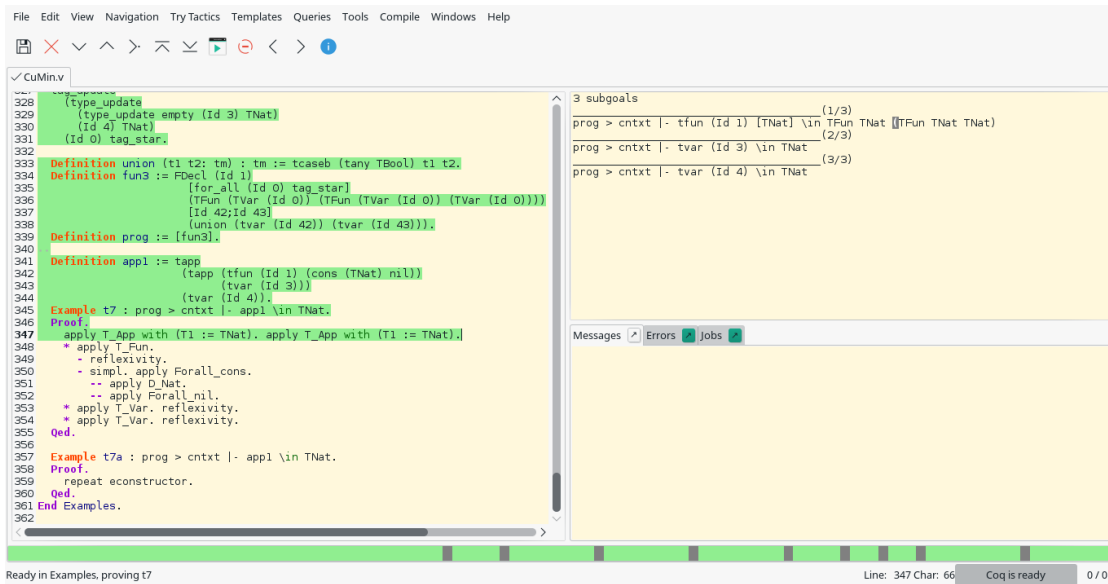 File Edit View Navigation Try Tactics Templates Queries Tools Compile Windows Help
CuMin.v
327 tag_update
328 (type_update
329 (type_update empty (Id 3) TNat)
330 (Id 4) TNat)
331 (Id 0) tag_star.
332
333 Definition union (t1 t2: tm) : tm := tcaseb (tany TBool) t1 t2.
334 Definition fun3 := FDecl (Id 1)
335 [for_all (Id 0) tag_star]
336 (TFun (TVar (Id 0)) (TFun (TVar (Id 0)) (TVar (Id 0))))
337 [Id 42;Id 43]
338 (union (tvar (Id 42)) (tvar (Id 43))).
339 Definition prog := [fun3].
340
341 Definition app1 := tapp
342 (tapp (tfun (Id 1) (cons (TNat) nil))
343 (tvar (Id 3)))
344 (tvar (Id 4)).
345 Example t7 : prog > cntxt |- app1 \in TNat.
346 Proof.
347 apply T_App with (T1 := TNat). apply T_App with (T1 := TNat).
348 * apply T_Fun.
349 - reflexivity.
350 - simpl. apply Forall_cons.
351 -- apply D_Nat.
352 -- apply Forall_nil.
353 * apply T_Var. reflexivity.
354 * apply T_Var. reflexivity.
355 Qed.
356
357 Example t7a : prog > cntxt |- app1 \in TNat.
358 Proof.
359 repeat econstructor.
360 Qed.
361 End Examples.
362
3 subgoals
(1/3)
prog > cntxt |- tfun (Id 1) [TNat] \in TFun TNat (TFun TNat TNat)
(2/3)
prog > cntxt |- tvar (Id 3) \in TNat
(3/3)
prog > cntxt |- tvar (Id 4) \in TNat
Messages Errors Jobs
Ready in Examples, proving t7 Line: 347 Char: 66 Coq is ready 0 / 0